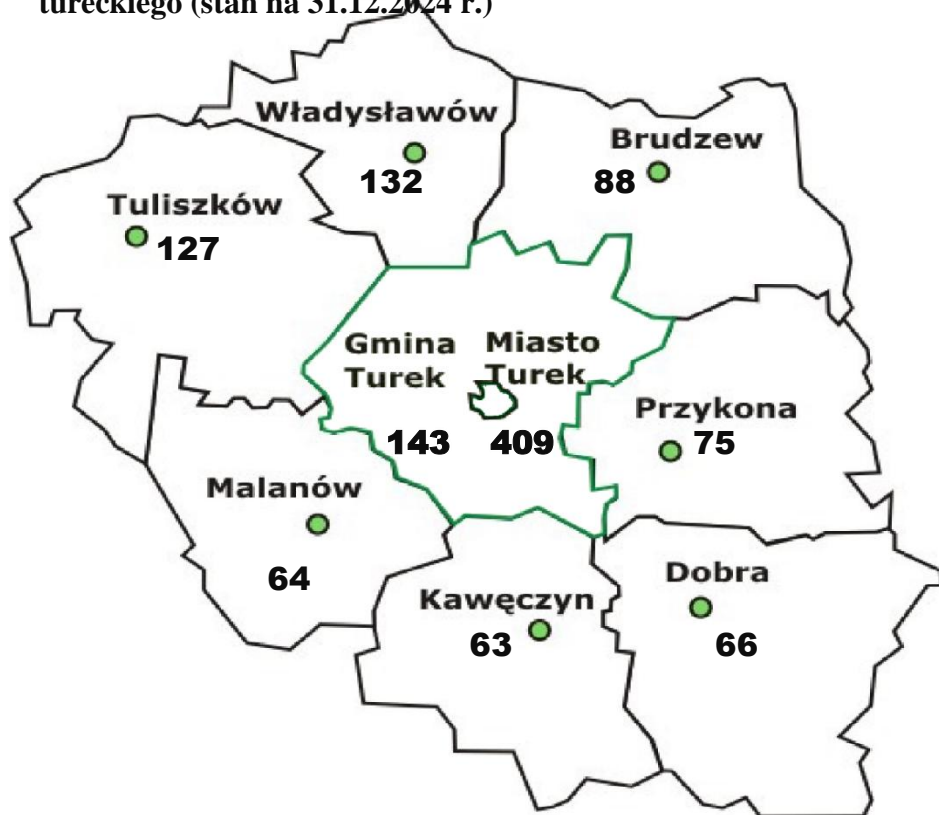 tureckiego (stan na 31.12.2024 r.)
Władysławów
132
Brudzew
88
Tuliszków
127
Gmina
Turek
143
Miasto
Turek
409
Przykona
75
Malanów
64
Kawęczyn
63
Dobra
66